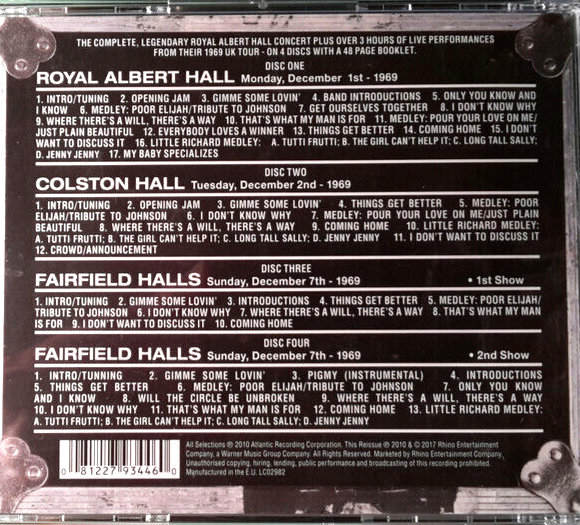 THE COMPLETE, LEGENDARY ROYAL ALBERT HALL CONCERT PLUS OVER 3 HOURS OF LIVE PERFORMANCES
FROM THEIR 1969 UK TOUR - ON 4 DISCS WITH A 48 PAGE BOOKLET.
DISC ONE
ROYAL ALBERT HALL Monday, December 1st - 1969
1. INTRO/TUNING 2. OPENING JAM 3. GIMME SOME LOVIN' 4. BAND INTRODUCTIONS 5. ONLY YOU KNOW AND
I KNOW 6. MEDLEY: POOR ELIJAH/TRIBUTE TO JOHNSON 7. GET OURSELVES TOGETHER 8. I DON'T KNOW WHY
9. WHERE THERE'S A WILL, THERE'S A WAY 10. THAT'S WHAT MY MAN IS FOR 11. MEDLEY: POUR YOUR LOVE ON ME/
JUST PLAIN BEAUTIFUL 12. EVERYBODY LOVES A WINNER 13. THINGS GET BETTER 14. COMING HOME 15. I DON'T
WANT TO DISCUSS IT 16. LITTLE RICHARD MEDLEY: A. TUTTI FRUTTI; B. THE GIRL CAN'T HELP IT; C. LONG TALL SALLY;
D. JENNY JENNY 17. MY BABY SPECIALIZES
DISC TWO
COLSTON HALL Tuesday, December 2nd - 1969
1. INTRO/TUNING 2. OPENING JAM 3. GIMME SOME LOVIN' 4. THINGS GET BETTER 5. MEDLEY: POOR
ELIJAH/TRIBUTE TO JOHNSON 6. I DON'T KNOW WHY 7. MEDLEY: POUR YOUR LOVE ON ME/JUST PLAIN
BEAUTIFUL 8. WHERE THERE'S A WILL, THERE'S A WAY 9. COMING HOME 10. LITTLE RICHARD MEDLEY:
A. TUTTI FRUTTI; B. THE GIRL CAN'T HELP IT; C. LONG TALL SALLY; D. JENNY JENNY 11. I DON'T WANT TO DISCUSS IT
12. CROWD/ANNOUNCEMENT
DISC THREE
FAIRFIELD HALLS Sunday, December 7th - 1969 • 1st Show
1. INTRO/TUNING 2. GIMME SOME LOVIN' 3. INTRODUCTIONS 4. THINGS GET BETTER 5. MEDLEY: POOR ELIJAH/
TRIBUTE TO JOHNSON 6. I DON'T KNOW WHY 7. WHERE THERE'S A WILL, THERE'S A WAY 8. THAT'S WHAT MY MAN
IS FOR 9. I DON'T WANT TO DISCUSS IT 10. COMING HOME
DISC FOUR
FAIRFIELD HALLS Sunday, December 7th - 1969 • 2nd Show
1. INTRO/TUNNING 2. GIMME SOME LOVIN' 3. PIGMY (INSTRUMENTAL) 4. INTRODUCTIONS
5. THINGS GET BETTER 6. MEDLEY: POOR ELIJAH/TRIBUTE TO JOHNSON 7. ONLY YOU KNOW
AND I KNOW 8. WILL THE CIRCLE BE UNBROKEN 9. WHERE THERE'S A WILL, THERE'S A WAY
10. I DON'T KNOW WHY 11. THAT'S WHAT MY MAN IS FOR 12. COMING HOME 13. LITTLE RICHARD MEDLEY:
A. TUTTI FRUTTI; B. THE GIRL CAN'T HELP IT; C. LONG TALL SALLY; D. JENNY JENNY
All Selections ℗ 2010 Atlantic Recording Corporation. This Reissue ℗ 2010 & © 2017 Rhino Entertainment
Company, a Warner Music Group Company. All Rights Reserved. Marketed by Rhino Entertainment Company.
Unauthorised copying, hiring, lending, public performance and broadcasting of this recording prohibited.
Manufactured in the E.U. LC02982
0 81227 93446 0